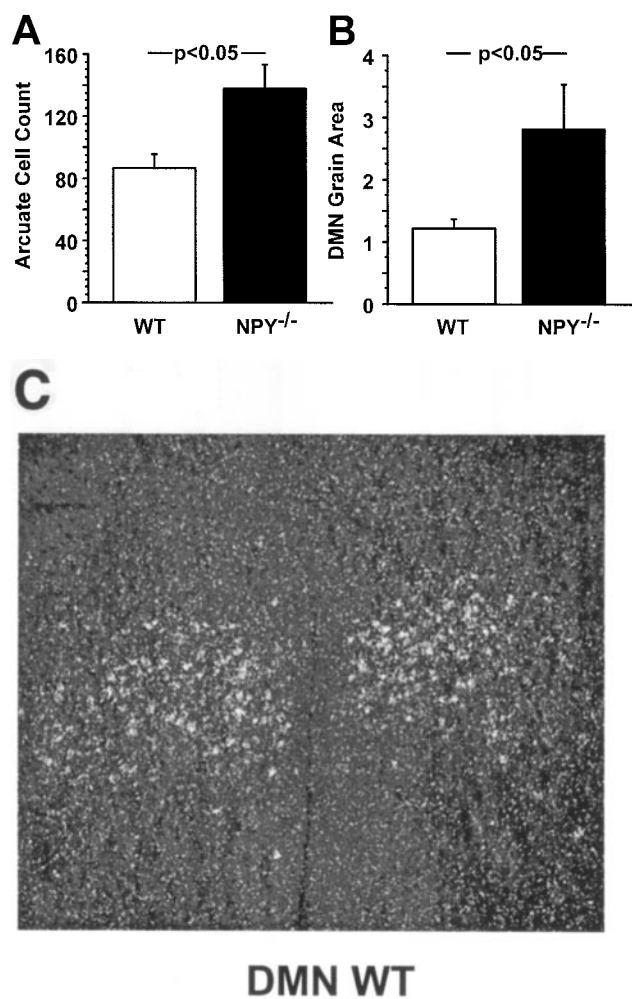 A
Arcuate Cell Count
160
120
80
40
0
p<0.05
WT
NPY-/-
B
DMN Grain Area
4
3
2
1
0
p<0.05
WT
NPY-/-
C
DMN WT